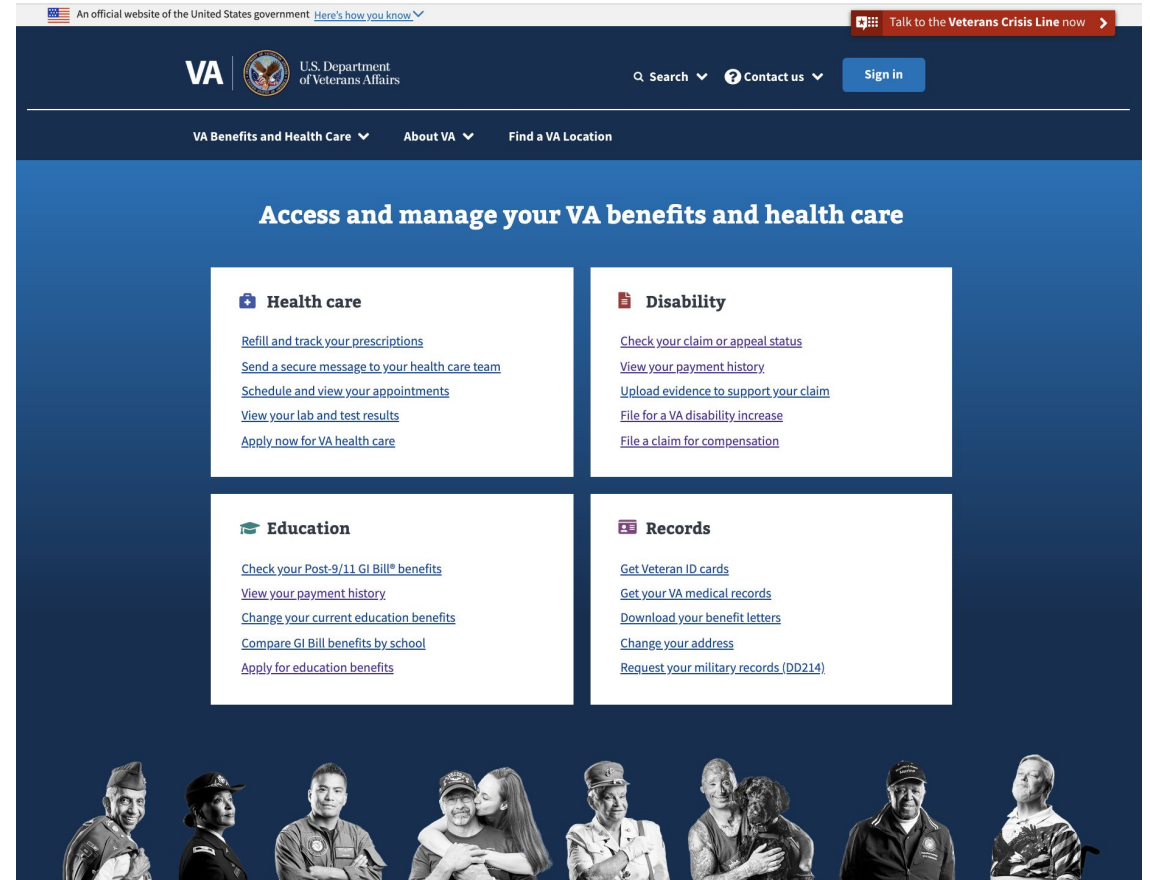 An official website of the United States government Here's how you know
Talk to the Veterans Crisis Line now
VA
U.S. Department
of Veterans Affairs
Search
Contact us
Sign in
VA Benefits and Health Care
About VA
Find a VA Location
Access and manage your VA benefits and health care
Health care
Refill and track your prescriptions
Send a secure message to your health care team
Schedule and view your appointments
View your lab and test results
Apply now for VA health care
Disability
Check your claim or appeal status
View your payment history
Upload evidence to support your claim
File for a VA disability increase
File a claim for compensation
Education
Check your Post-9/11 GI Bill® benefits
View your payment history
Change your current education benefits
Compare GI Bill benefits by school
Apply for education benefits
Records
Get Veteran ID cards
Get your VA medical records
Download your benefit letters
Change your address
Request your military records (DD214)